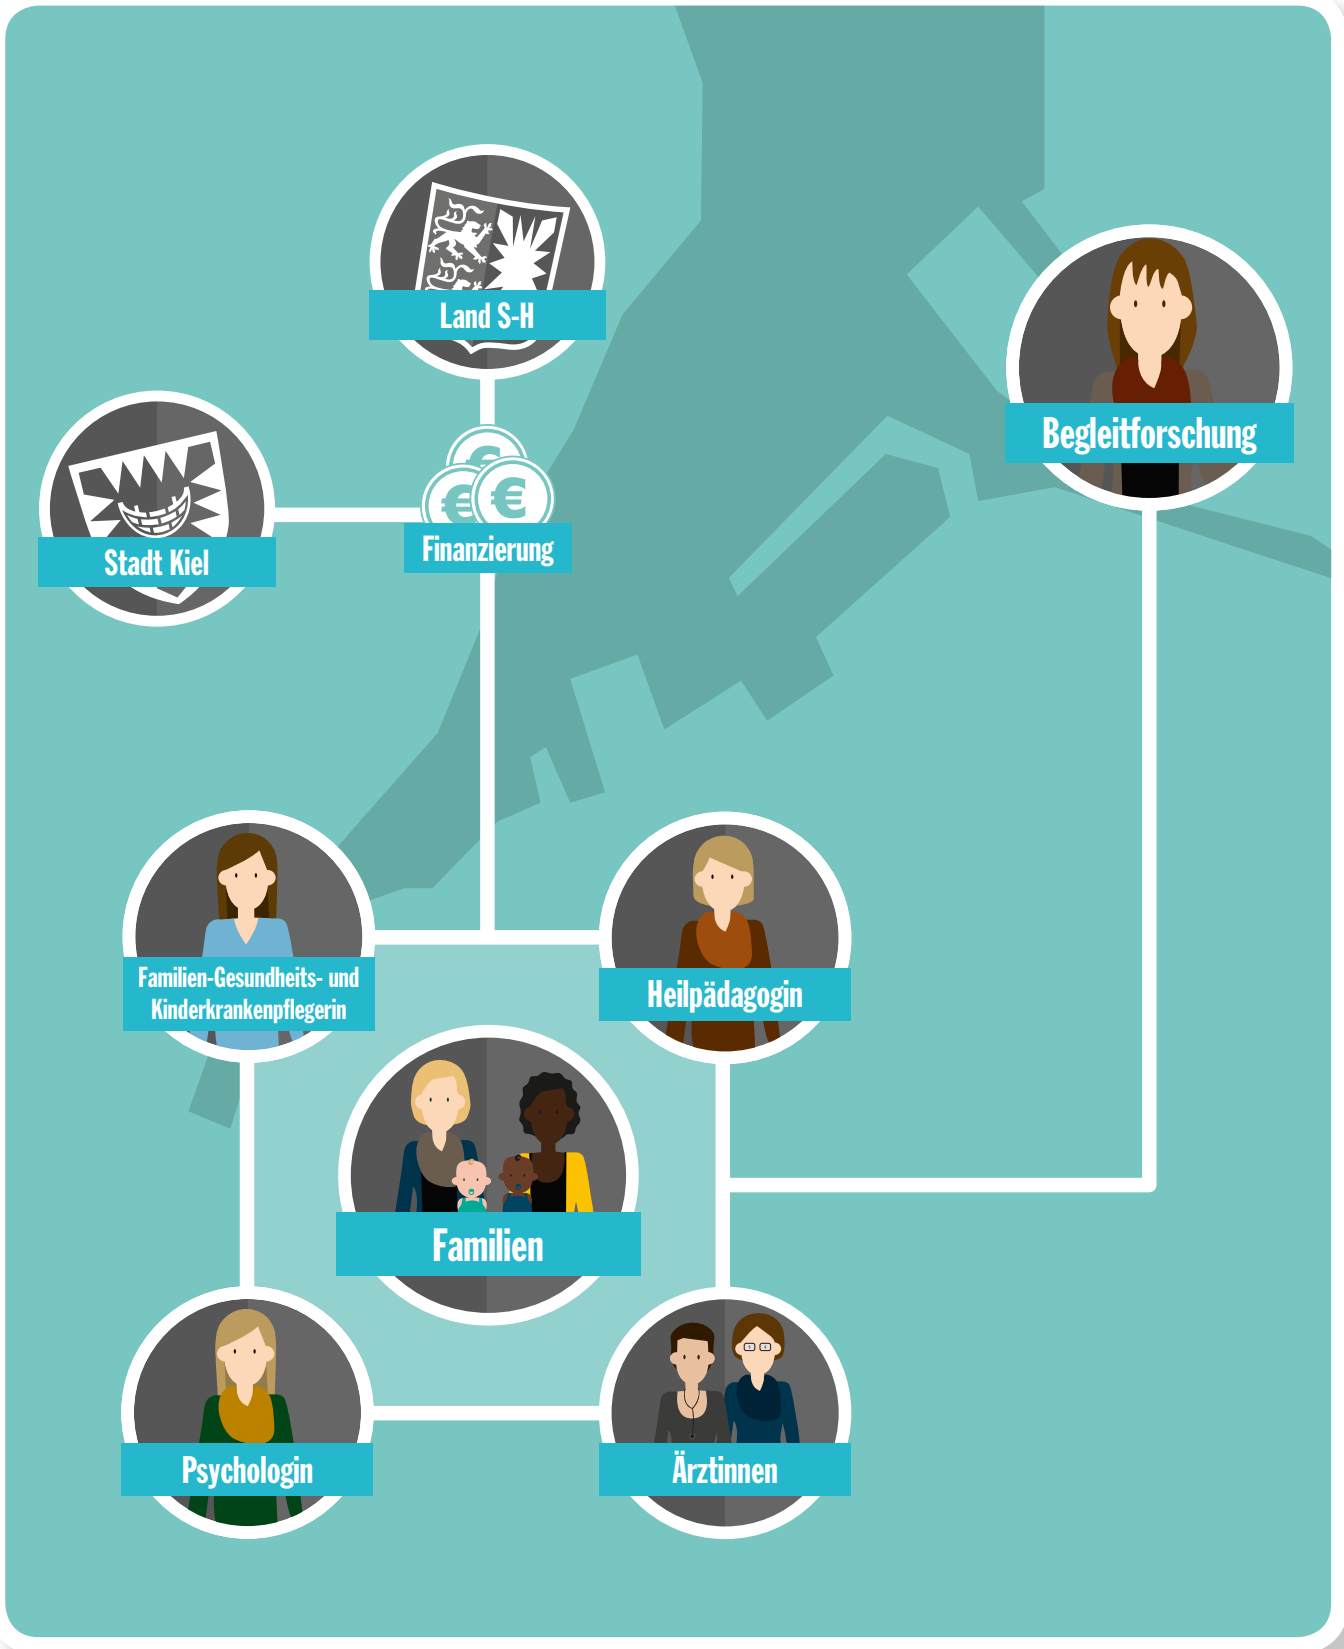 Land S-H
Begleitforschung
€
€
€
Stadt Kiel
Finanzierung
Familien-Gesundheits- und
Kinderkrankenpflegerin
Heilpädagogin
Familien
Psychologin
Ärztinnen